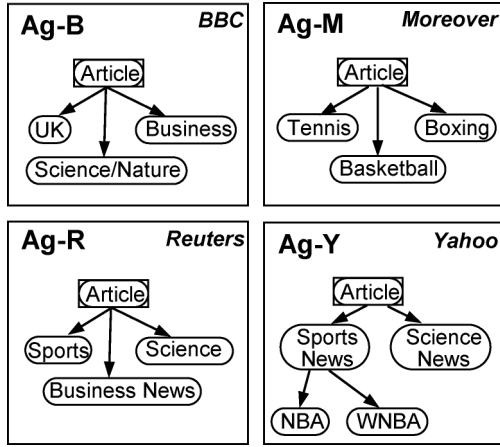 Ag-B
BBC
Article
UK
Business
Science/Nature
Ag-M
Moreover
Article
Tennis
Boxing
Basketball
Ag-R
Reuters
Article
Sports
Science
Business News
Ag-Y
Yahoo
Article
Sports
News
Science
News
NBA
WNBA